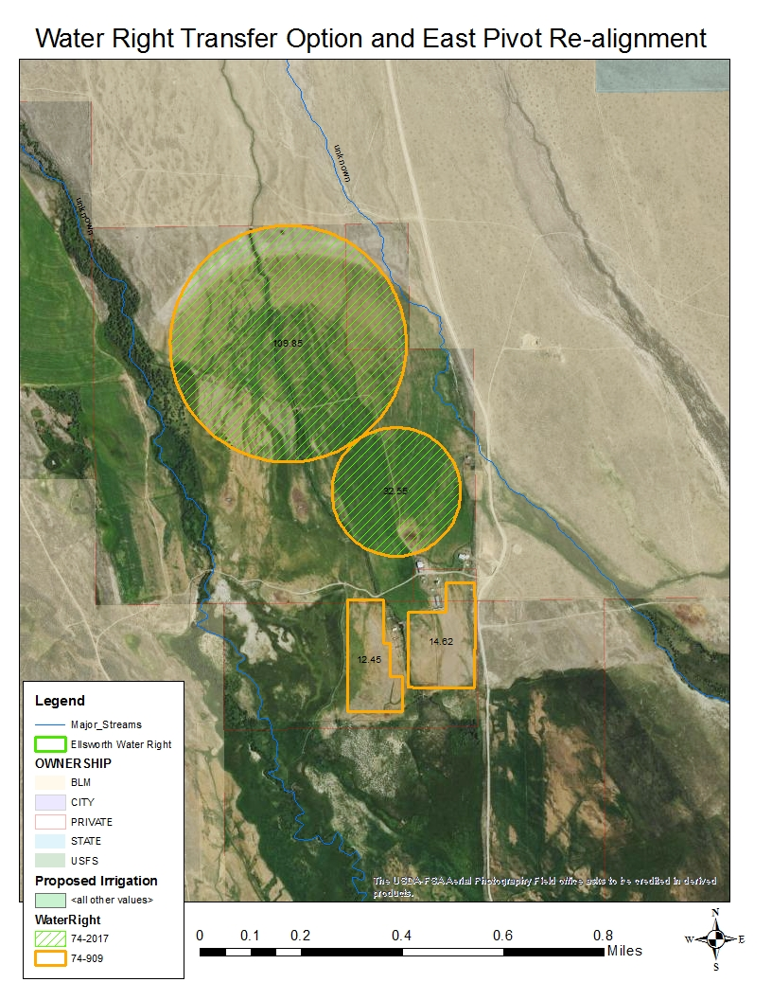 Water Right Transfer Option and East Pivot Re-alignment
unknown
unknown
109.85
32.56
14.62
12.45
Legend
Major_Streams
Ellsworth Water Right
OWNERSHIP
BLM
CITY
PRIVATE
STATE
USFS
Proposed Irrigation
<all other values>
WaterRight
74-2017
74-909
The USDA-FSA Aerial Photography Field office asks to be credited in derived
products.
0 0.1 0.2 0.4 0.6 0.8
Miles
N
W E
S